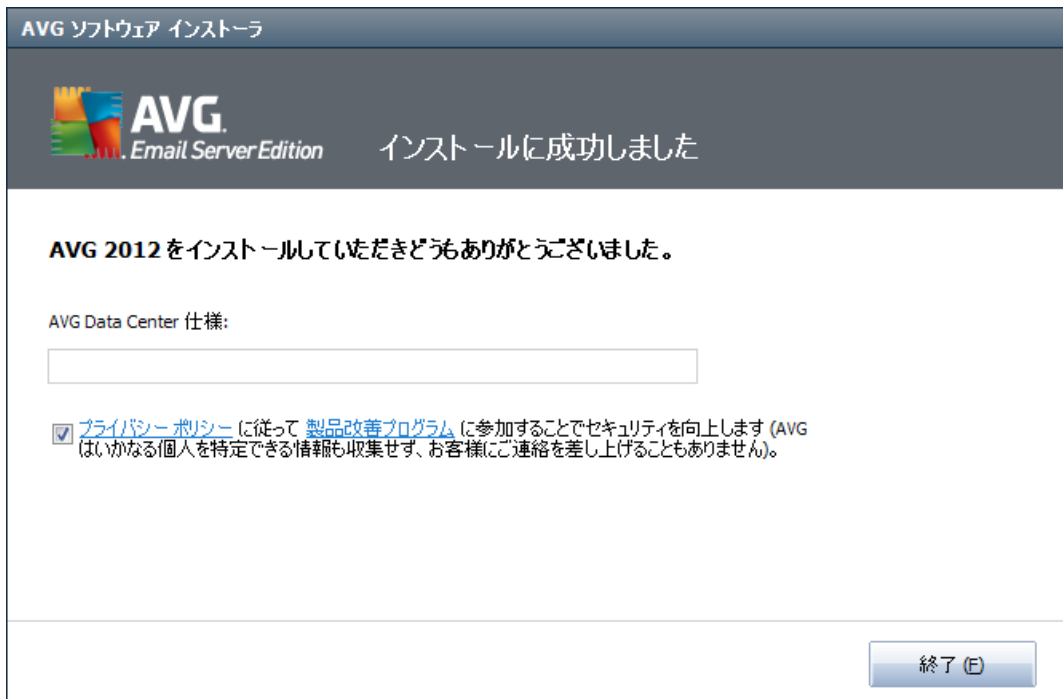 AVG ソフトウェア インストーラ
AVG.
Email Server Edition
インストールに成功しました
AVG 2012 をインストールしていただきどうもありがとうございました。
AVG Data Center 仕様:
プライバシー ポリシー に従って 製品改善プログラム に参加することでセキュリティを向上します (AVG
はいかなる個人を特定できる情報も収集せず、お客様にご連絡を差し上げることもありません)。
終了 (F)